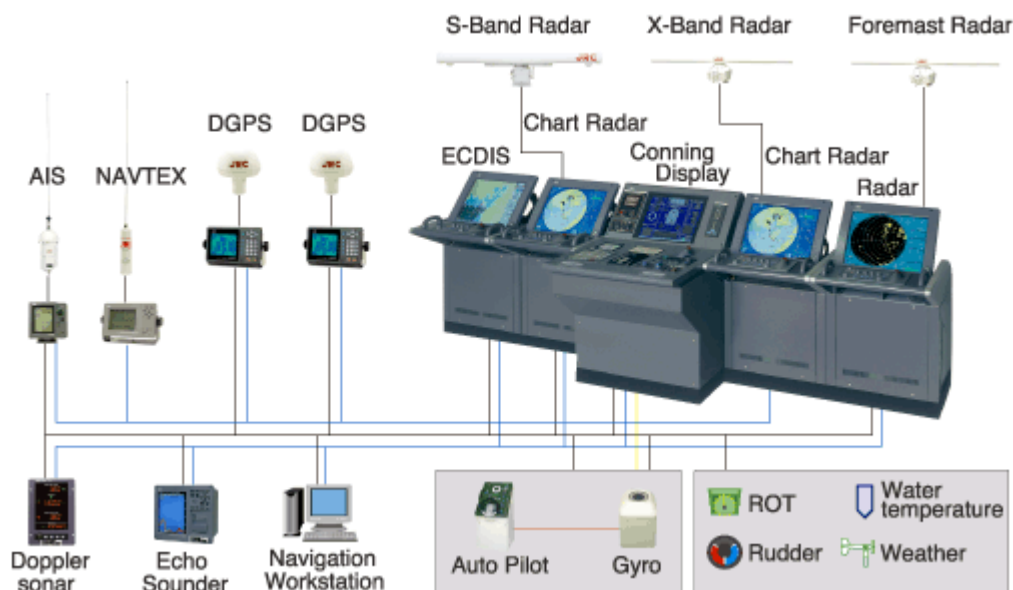 S-Band Radar
X-Band Radar
Foremast Radar
JRC
DGPS
DGPS
Chart Radar
Conning
Display
ECDIS
Chart Radar
AIS
NAVTEX
JRC
JRC
Radar
ROT
Water
temperature
Doppler
sonar
Echo
Sounder
Navigation
Workstation
Auto Pilot
Gyro
Rudder
Weather